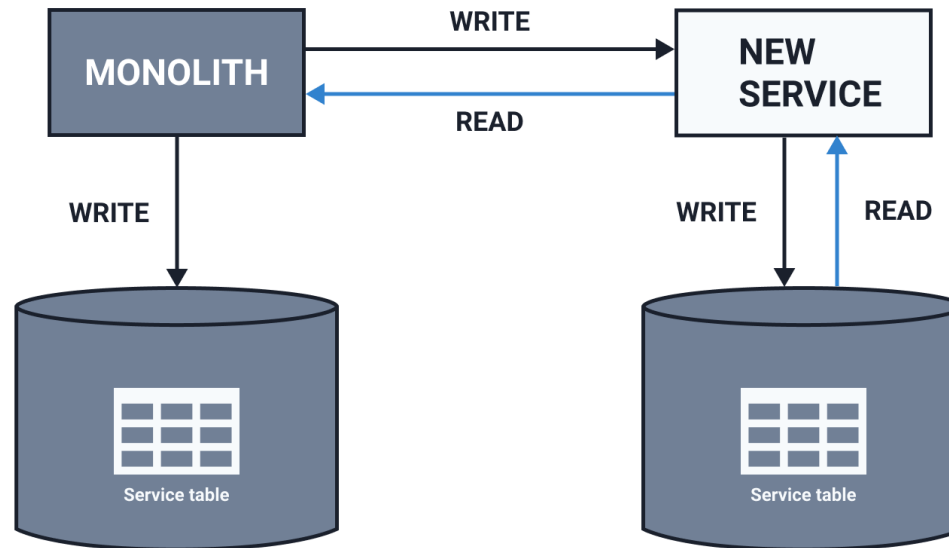 WRITE
MONOLITH
NEW
SERVICE
READ
WRITE
WRITE
READ
Service table
Service table